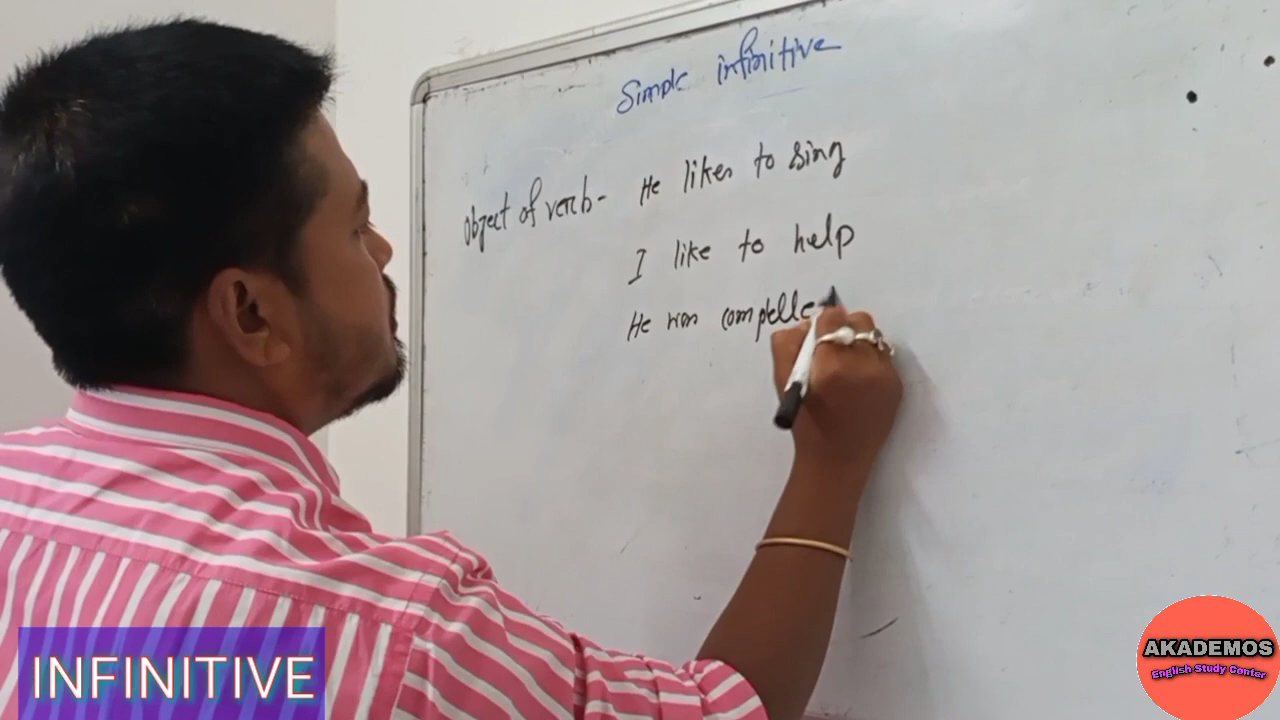 Simple infinitive
Object of verb - He likes to sing
I like to help
He was compelle
INFINITIVE
AKADEMOS
English Study Center